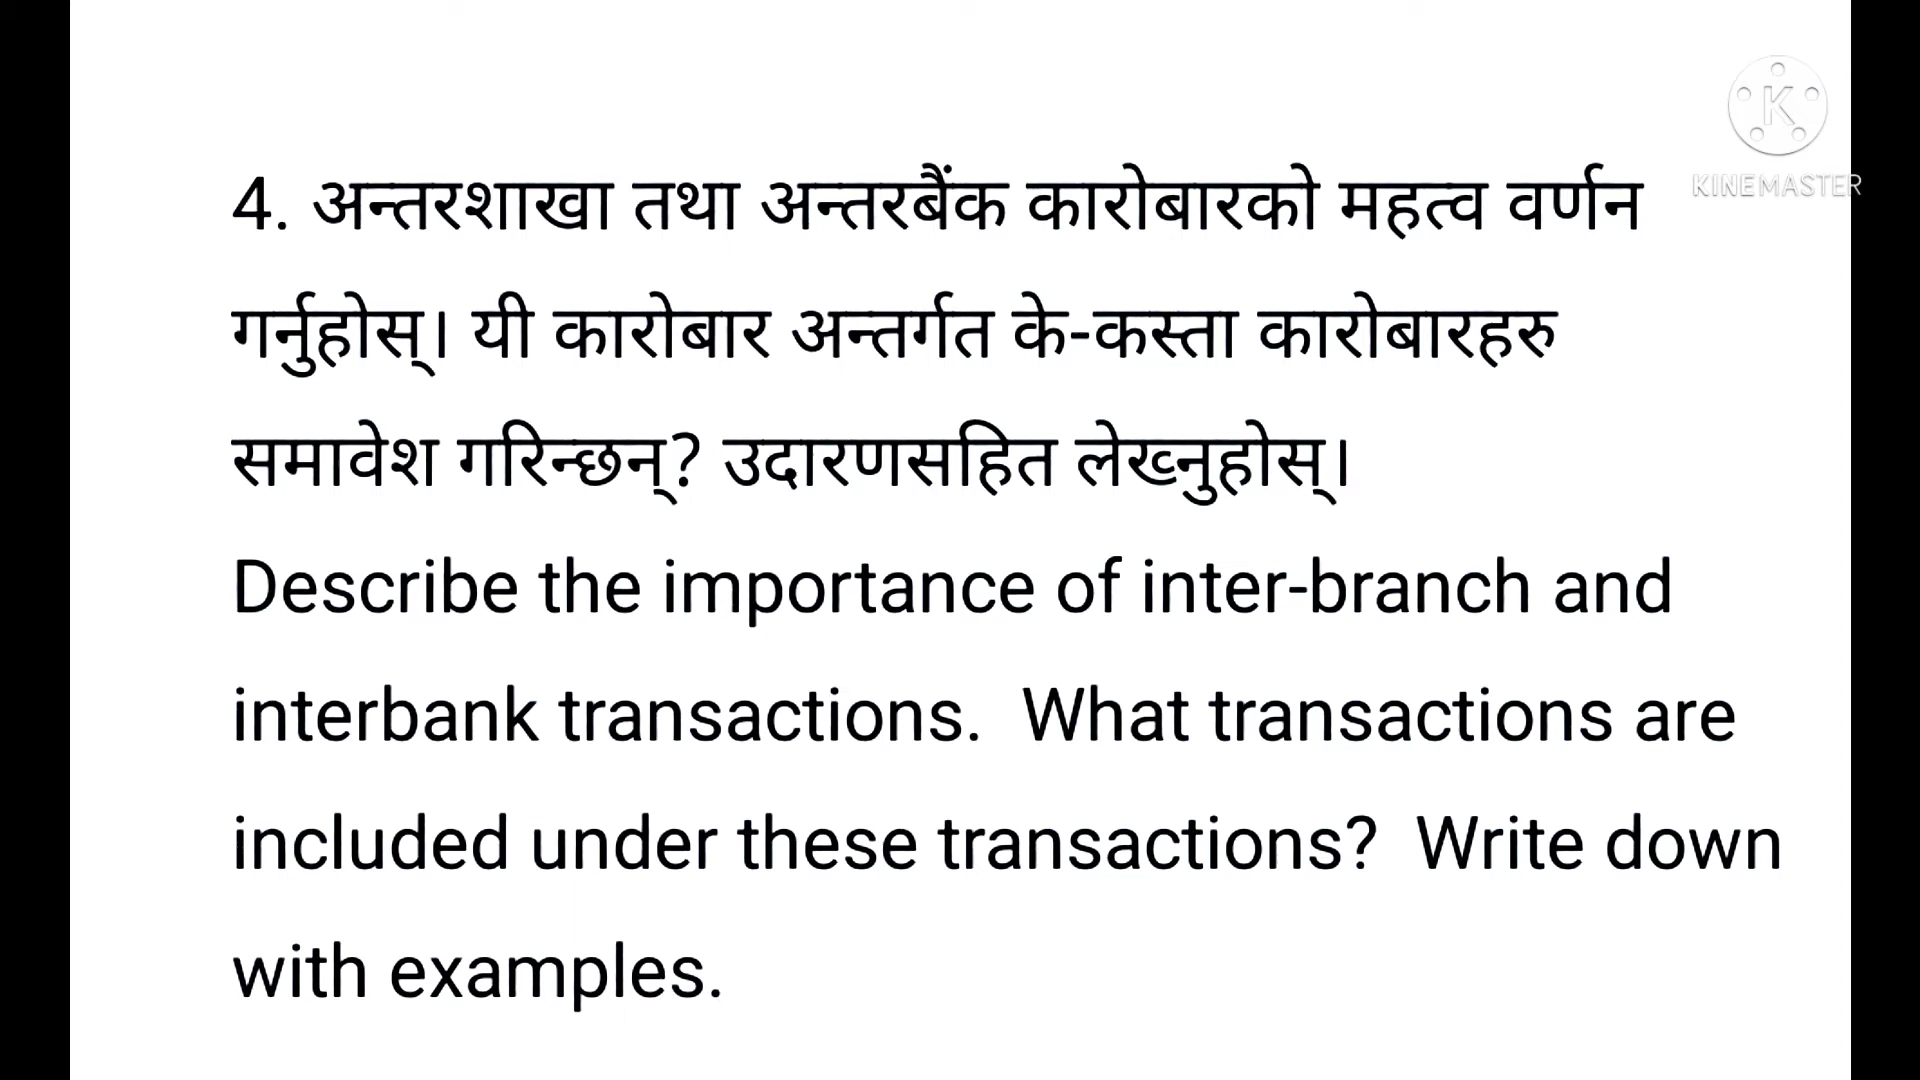 4. अन्तरशाखा तथा अन्तरबैंक कारोबारको महत्व वर्णन
गर्नुहोस्। यी कारोबार अन्तर्गत के-कस्ता कारोबारहरु
समावेश गरिन्छन्? उदारणसहित लेख्नुहोस्।
Describe the importance of inter-branch and
interbank transactions. What transactions are
included under these transactions? Write down
with examples.
K
KINEMASTER